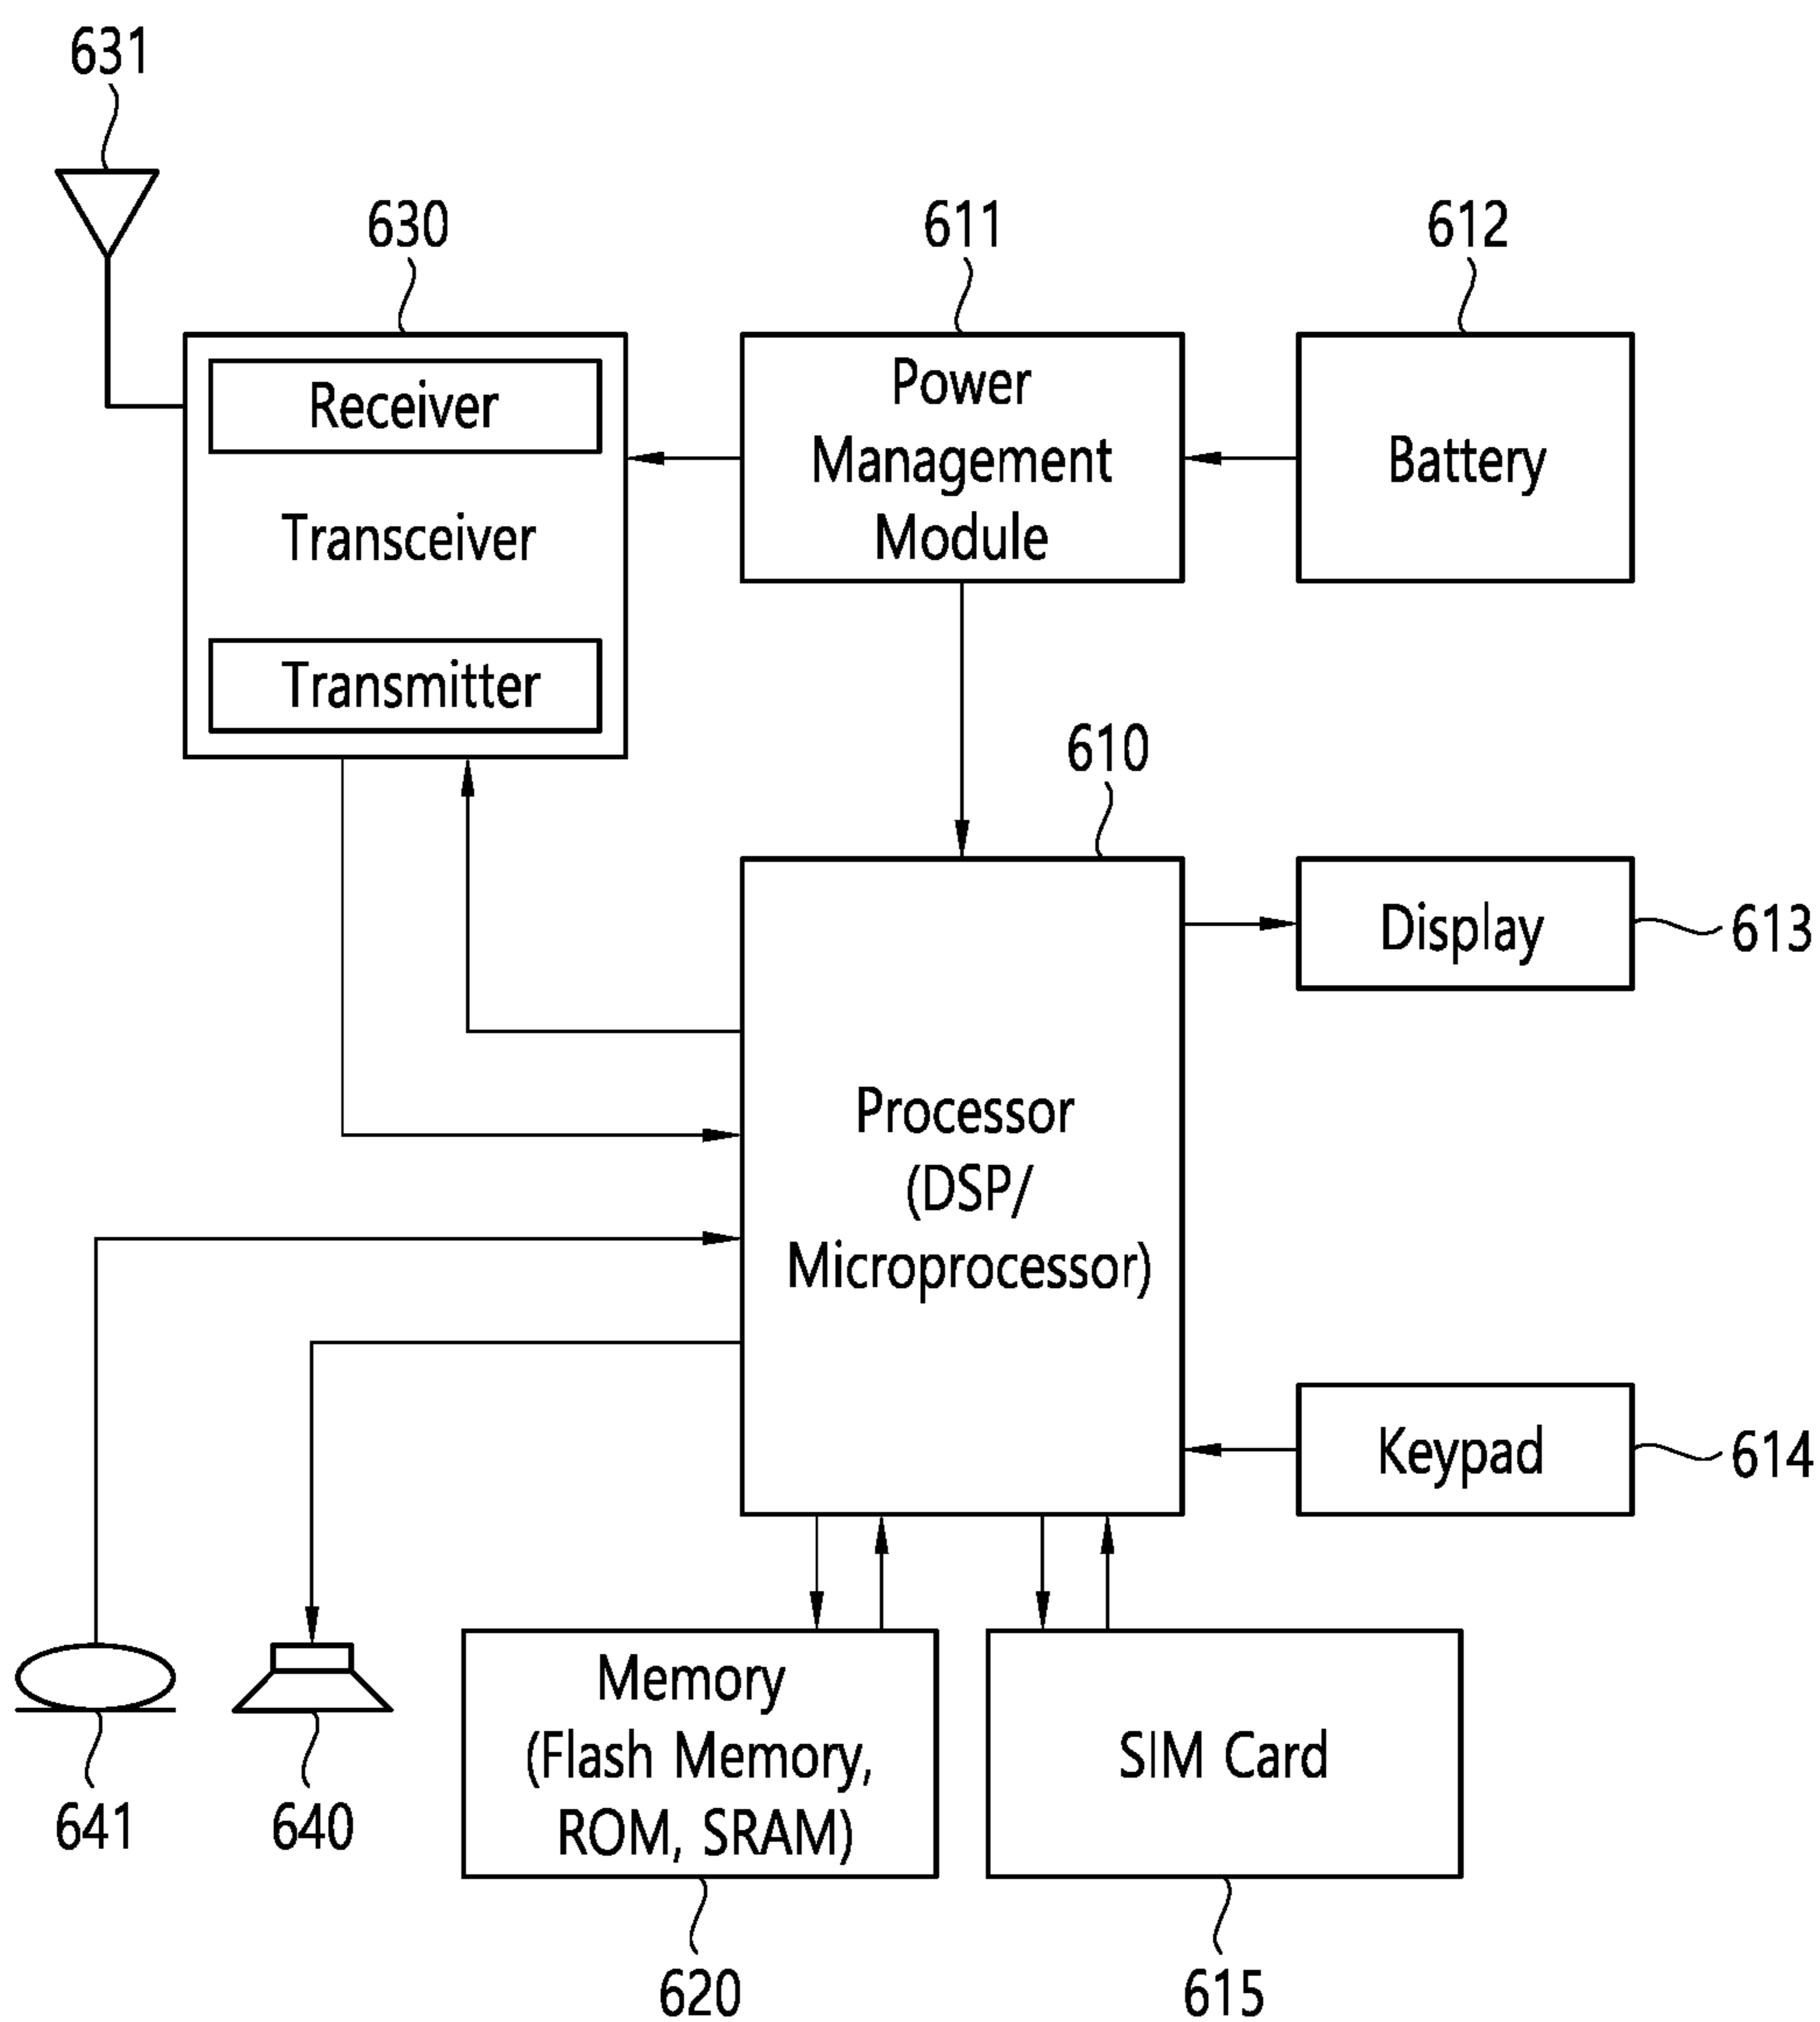 631
630
611
612
Receiver
Transceiver
Transmitter
Power
Management
Module
Battery
610
Processor
(DSP/
Microprocessor)
Display
613
Keypad
614
641
640
Memory
(Flash Memory,
ROM, SRAM)
SIM Card
620
615